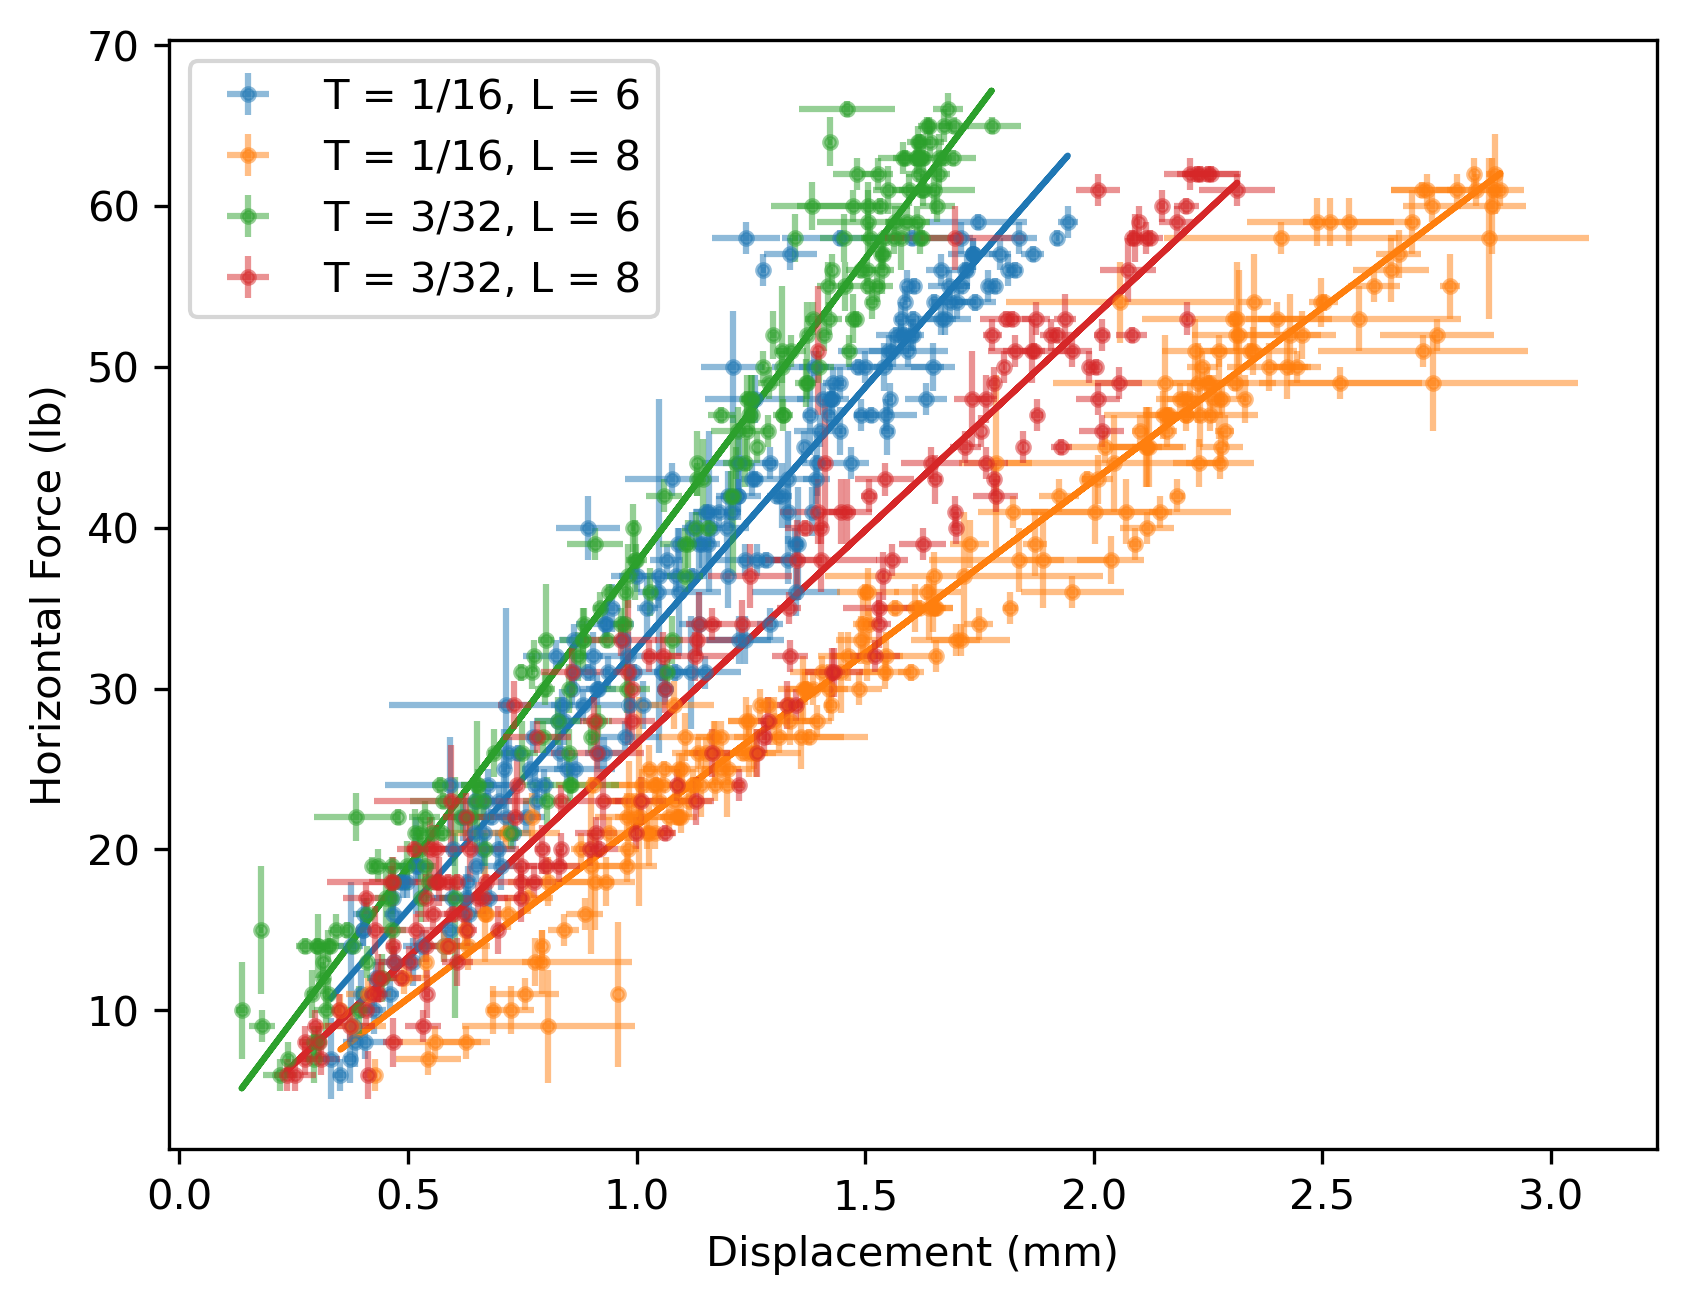 70
60
50
40
30
20
10
Horizontal Force (lb)
T = 1/16, L = 6
T = 1/16, L = 8
T = 3/32, L = 6
T = 3/32, L = 8
0.0 0.5 1.0 1.5 2.0 2.5 3.0
Displacement (mm)